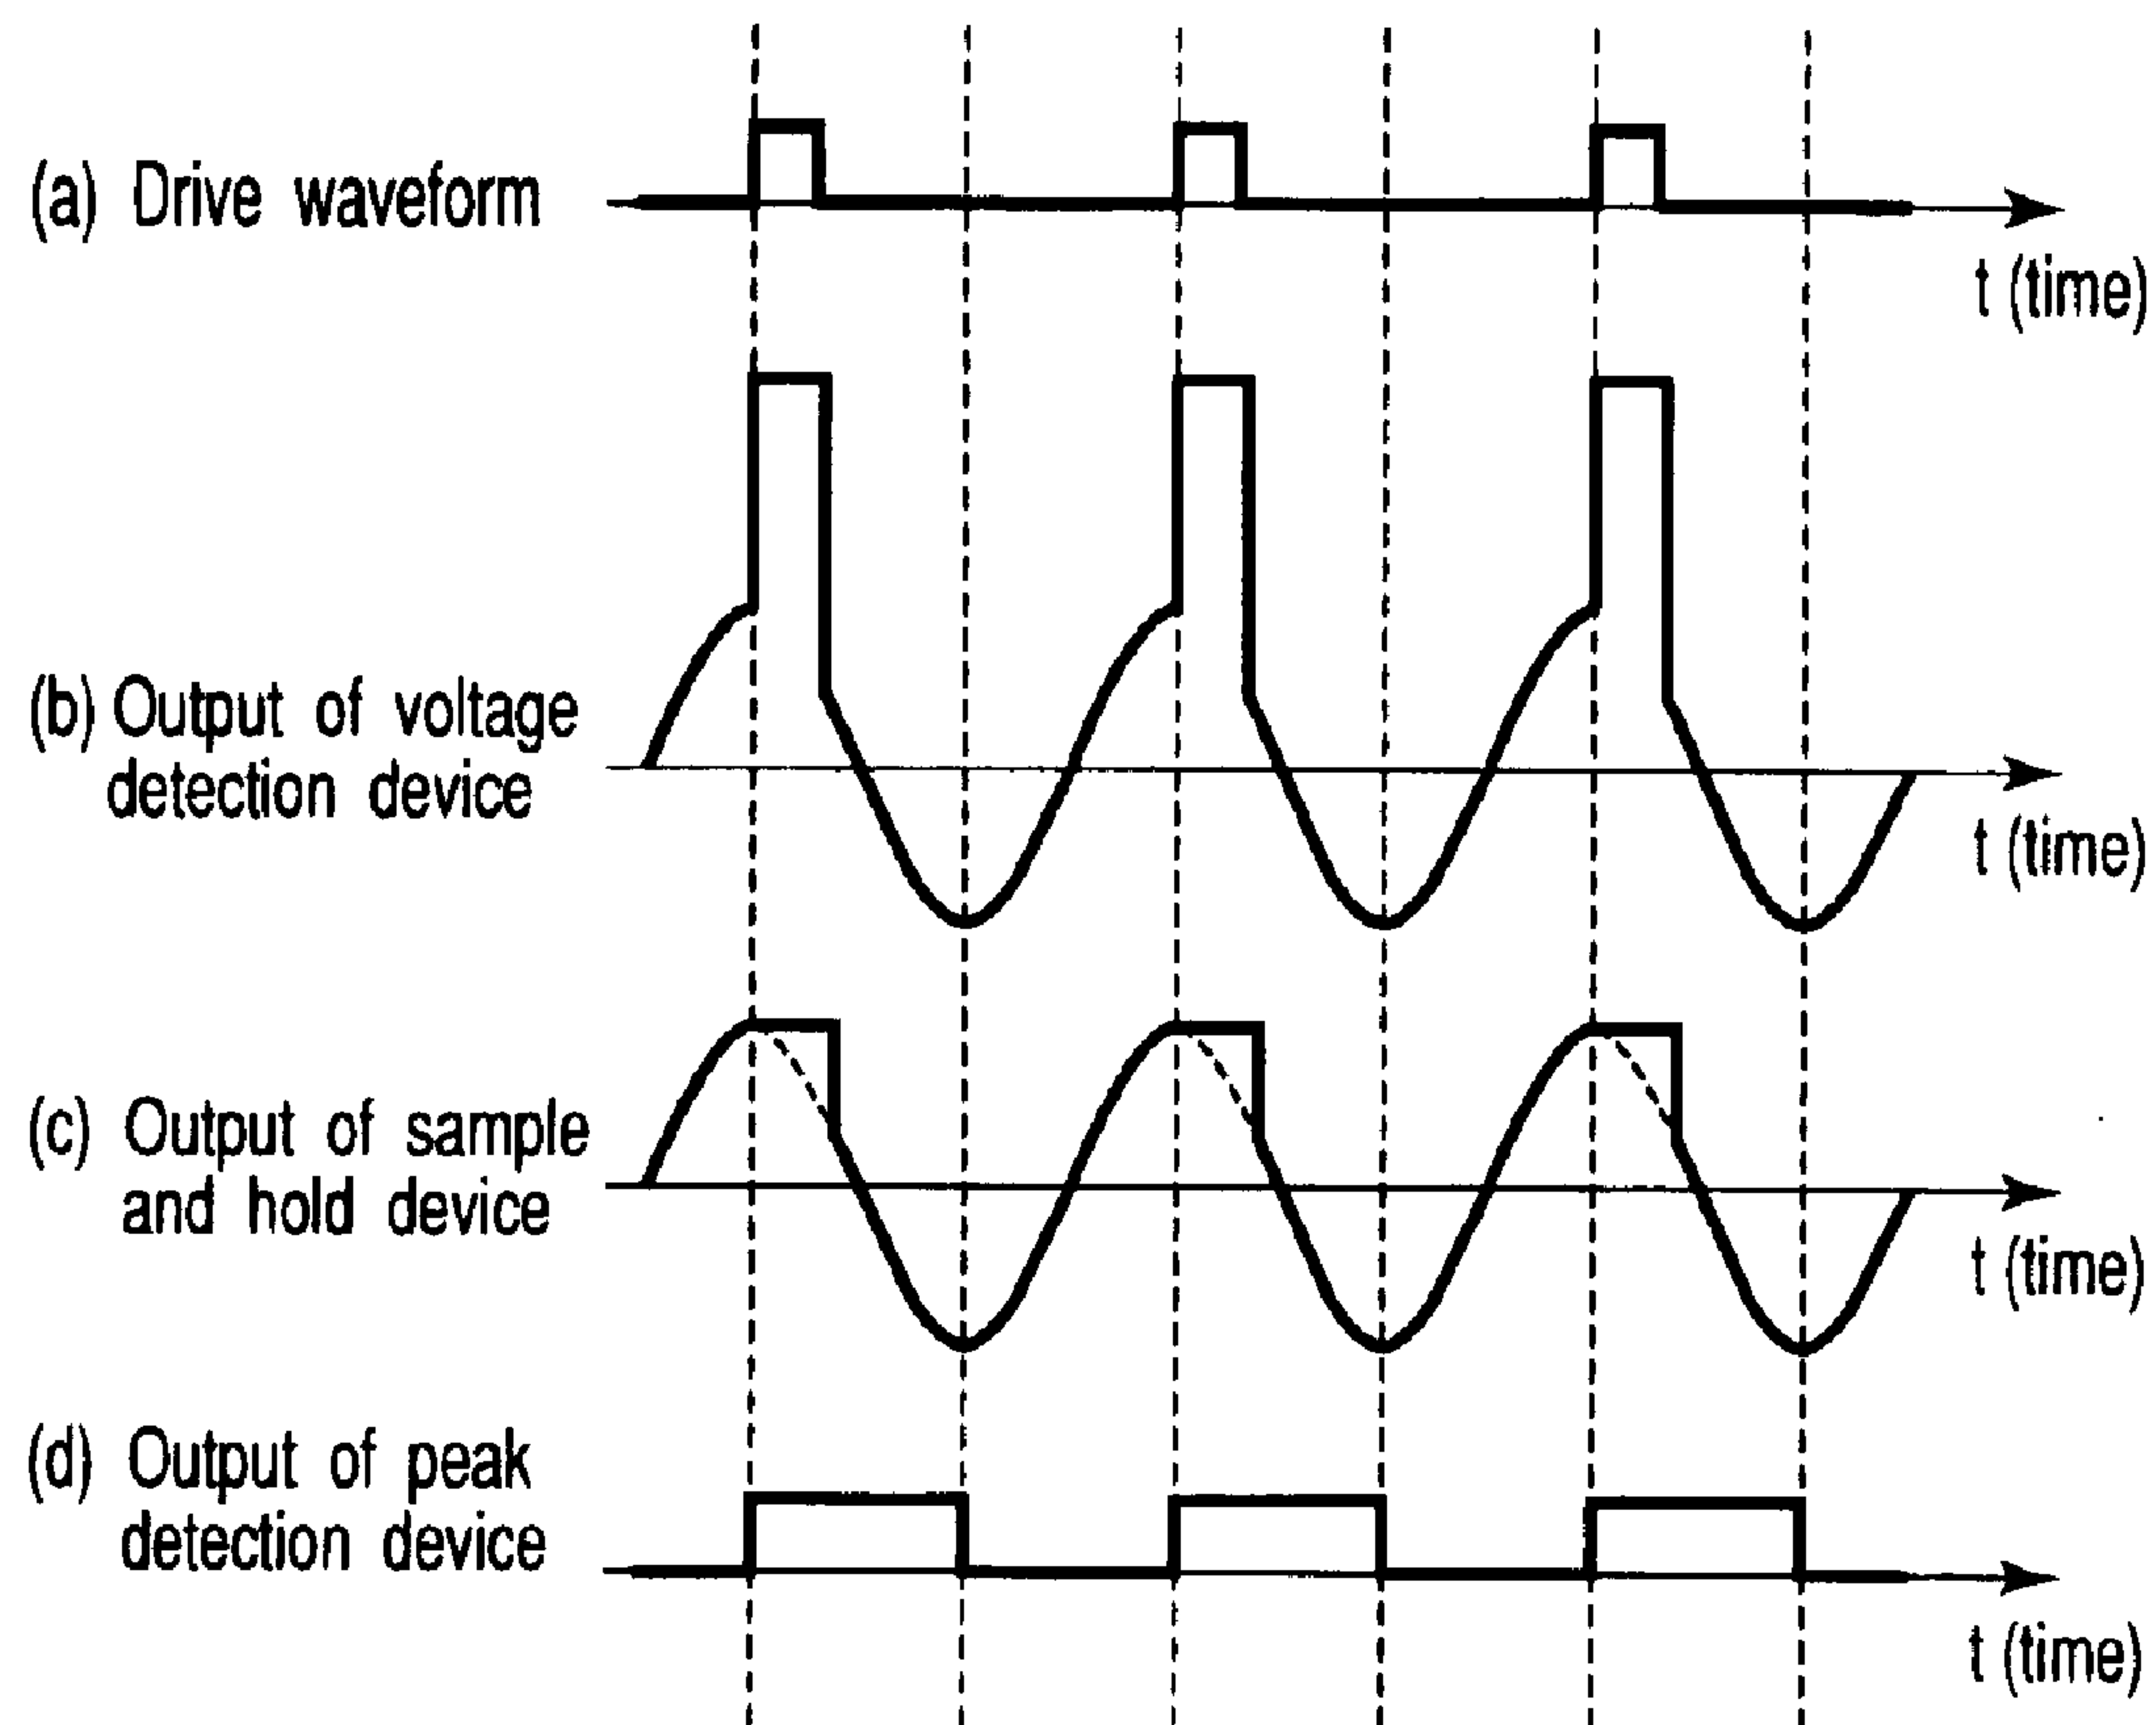 (a) Drive waveform
t (time)
(b) Output of voltage
detection device
t (time)
(c) Output of sample
and hold device
t (time)
(d) Output of peak
detection device
t (time)